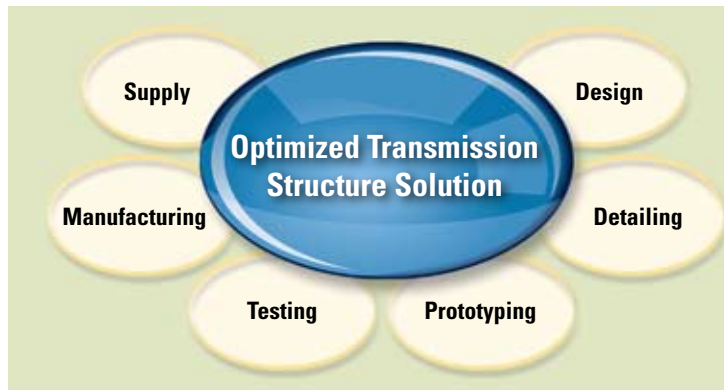 Supply
Design
Optimized Transmission
Structure Solution
Manufacturing
Detailing
Testing
Prototyping